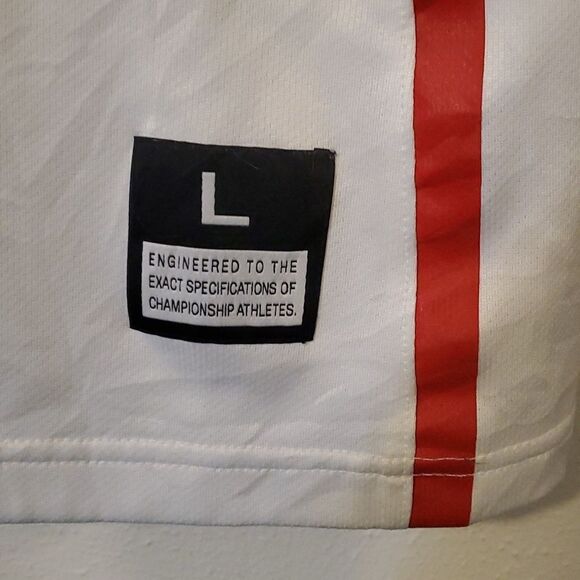 L
ENGINEERED TO THE
EXACT SPECIFICATIONS OF
CHAMPIONSHIP ATHLETES.